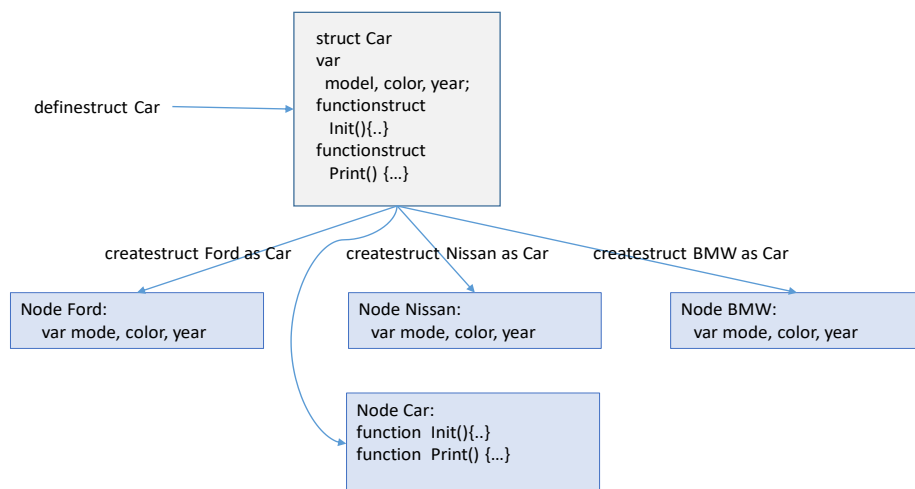 struct Car
var
model, color, year;
functionstruct
Init(){..}
functionstruct
Print() {…}
definestruct Car
createstruct Ford as Car
createstruct Nissan as Car
createstruct BMW as Car
Node Ford:
var mode, color, year
Node Nissan:
var mode, color, year
Node BMW:
var mode, color, year
Node Car:
function Init(){..}
function Print() {…}